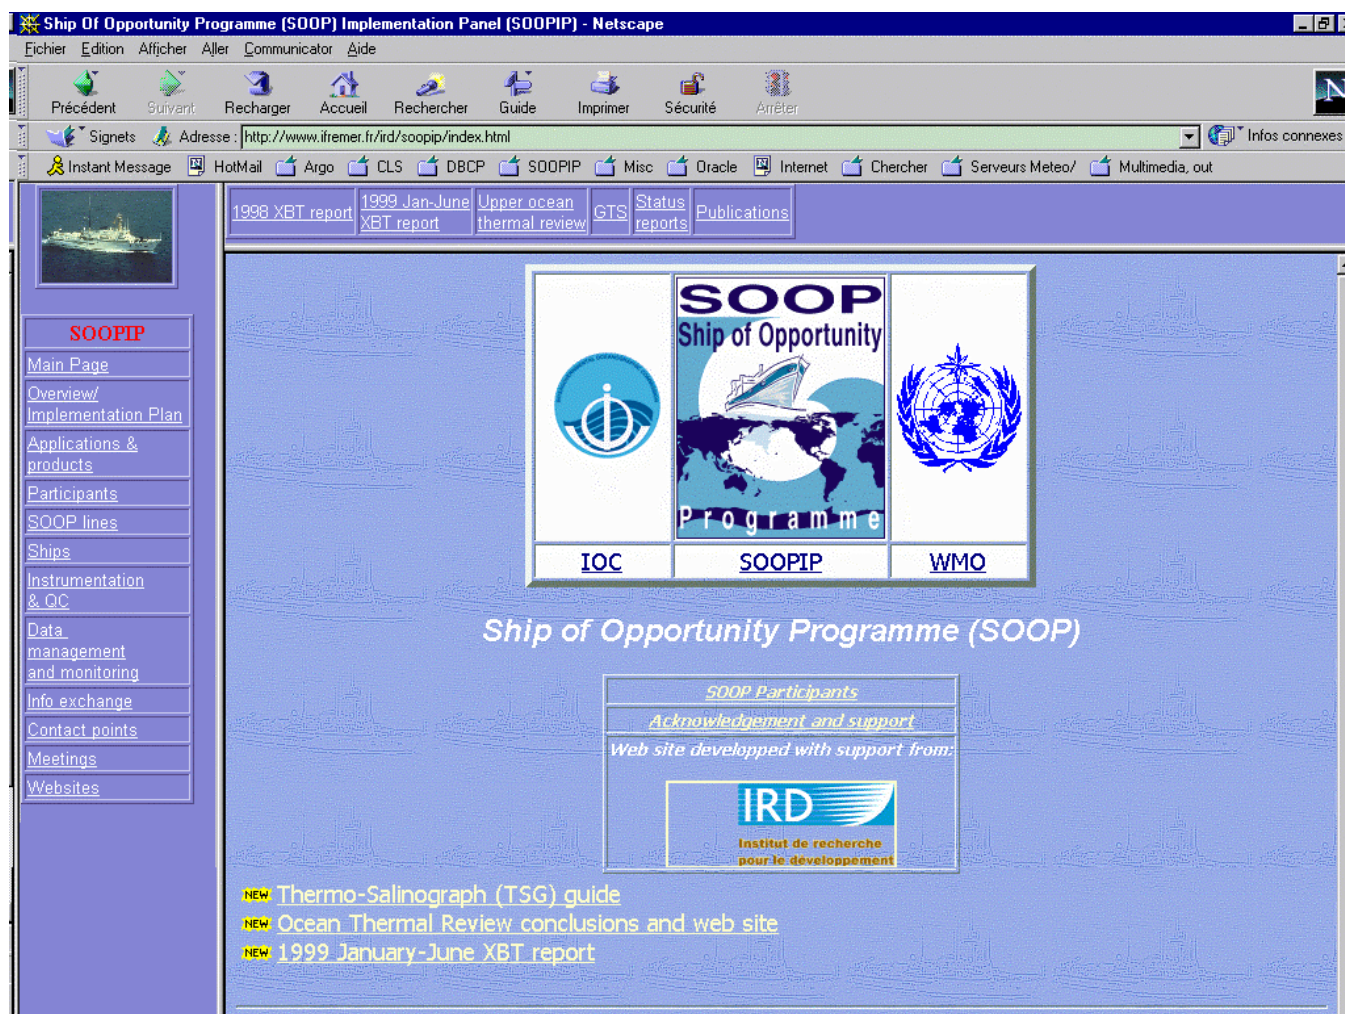 Ship Of Opportunity Programme (SOOP) Implementation Panel (SOOPIP) - Netscape
Fichier Edition Afficher Aller Communicator Aide
Précédent Suivant Recharger Accueil Rechercher Guide Imprimer Sécurité Arrêter
Signets Adresse : http://www.ifremer.fr/ird/soopip/index.html Infos connexes
Instant Message HotMail Argo CLS DBCP SOOPIP Misc Oracle Internet Chercher Serveurs Meteo/ Multimedia, out
1998 XBT report
1999 Jan-June
XBT report
Upper ocean
thermal review
GTS
Status
reports
Publications
SOOPIP
Main Page
Overview/
Implementation Plan
Applications &
products
Participants
SOOP lines
Ships
Instrumentation
& QC
Data
management
and monitoring
Info exchange
Contact points
Meetings
Websites
SOOP
Ship of Opportunity
Programme
IOC SOOPIP WMO
Ship of Opportunity Programme (SOOP)
SOOP Participants
Acknowledgement and support
Web site developped with support from:
IRD
Institut de recherche
pour le développement
NEW Thermo-Salinograph (TSG) guide
NEW Ocean Thermal Review conclusions and web site
NEW 1999 January-June XBT report